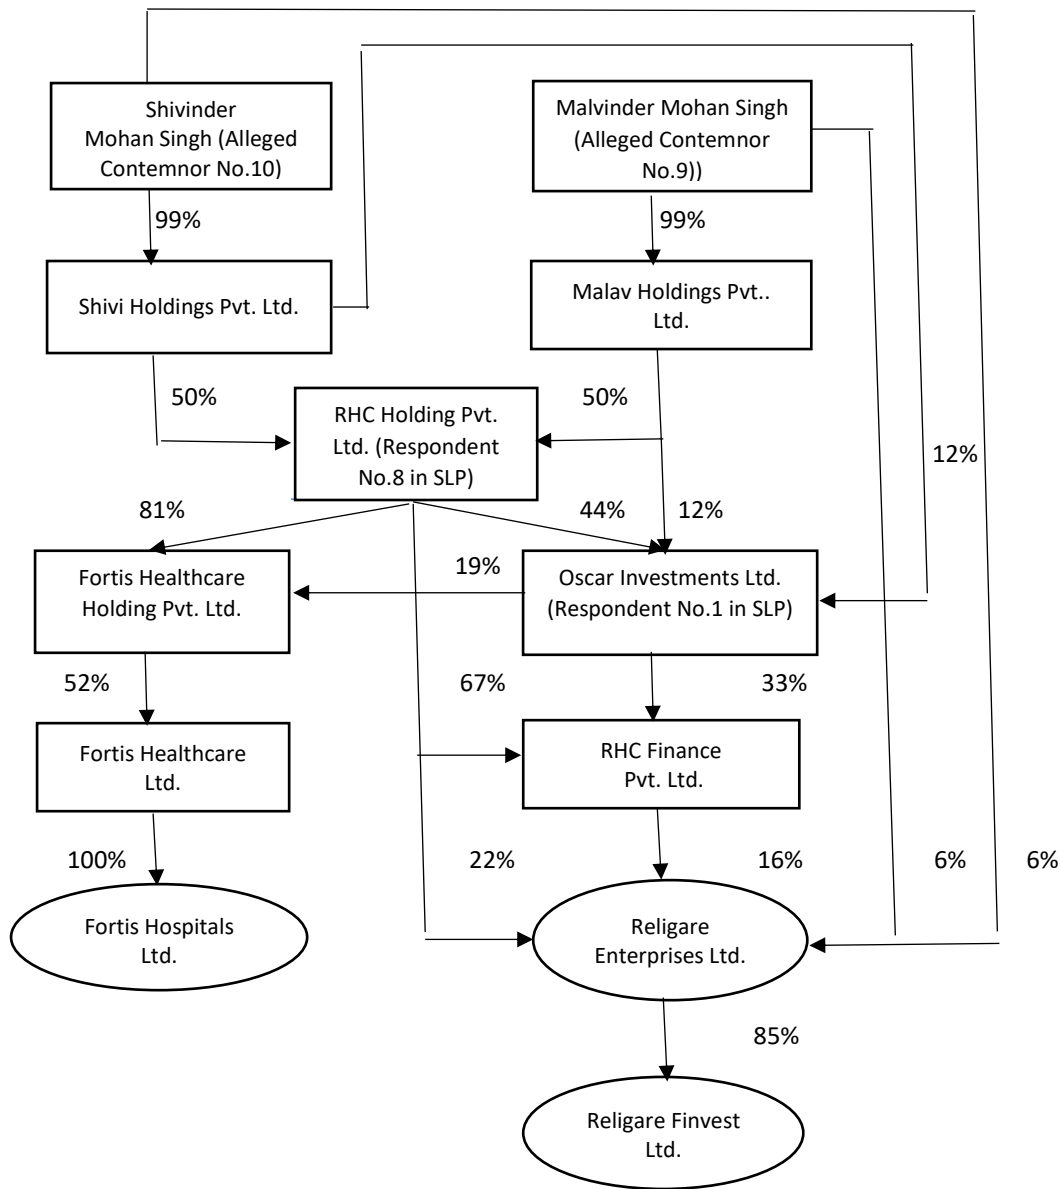 Shivinder
Mohan Singh (Alleged
Contemnor No.10)
Malvinder Mohan Singh
(Alleged Contemnor
No.9))
99%
99%
Shivi Holdings Pvt. Ltd.
Malav Holdings Pvt..
Ltd.
50%
50%
RHC Holding Pvt.
Ltd. (Respondent
No.8 in SLP)
12%
81%
44%
12%
19%
Fortis Healthcare
Holding Pvt. Ltd.
Oscar Investments Ltd.
(Respondent No.1 in SLP)
52%
67%
33%
Fortis Healthcare
Ltd.
RHC Finance
Pvt. Ltd.
100%
22%
16%
6%
6%
Fortis Hospitals
Ltd.
Religare
Enterprises Ltd.
85%
Religare Finvest
Ltd.